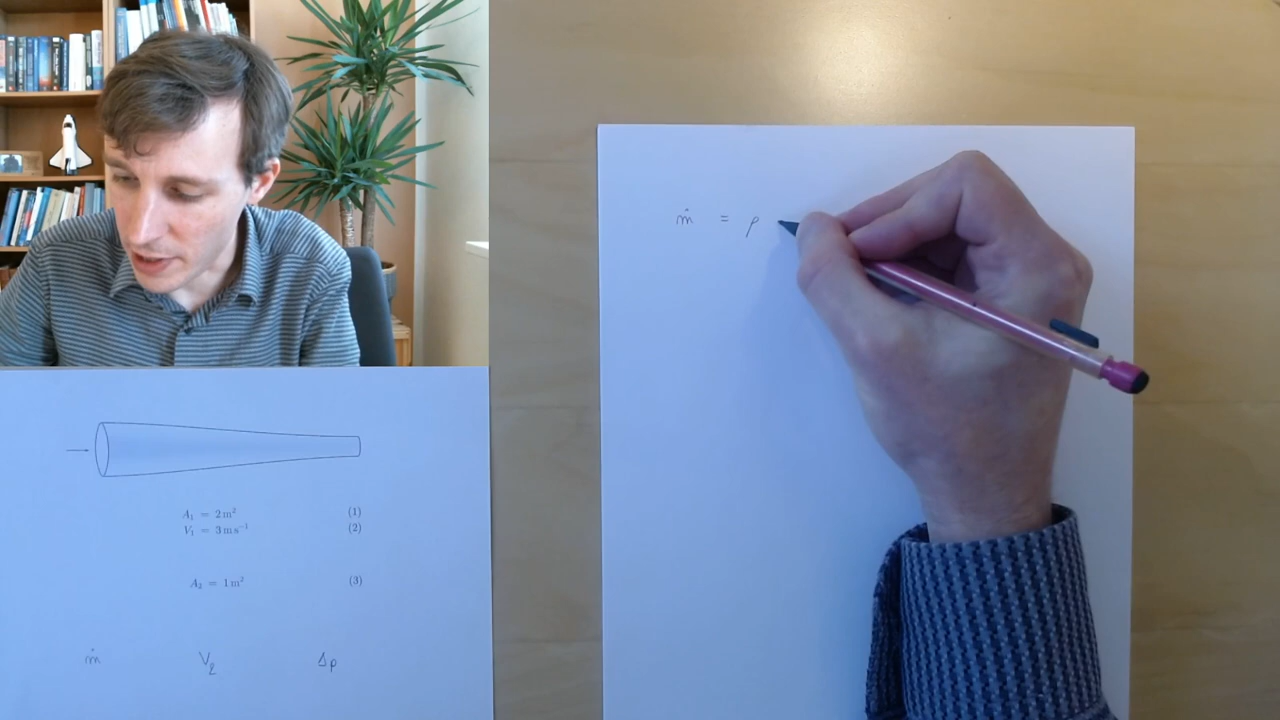 A₁ = 2 m² (1)
V₁ = 3 m s⁻¹ (2)
A₂ = 1 m² (3)
ṁ V₂ Δp
ṁ = ρ